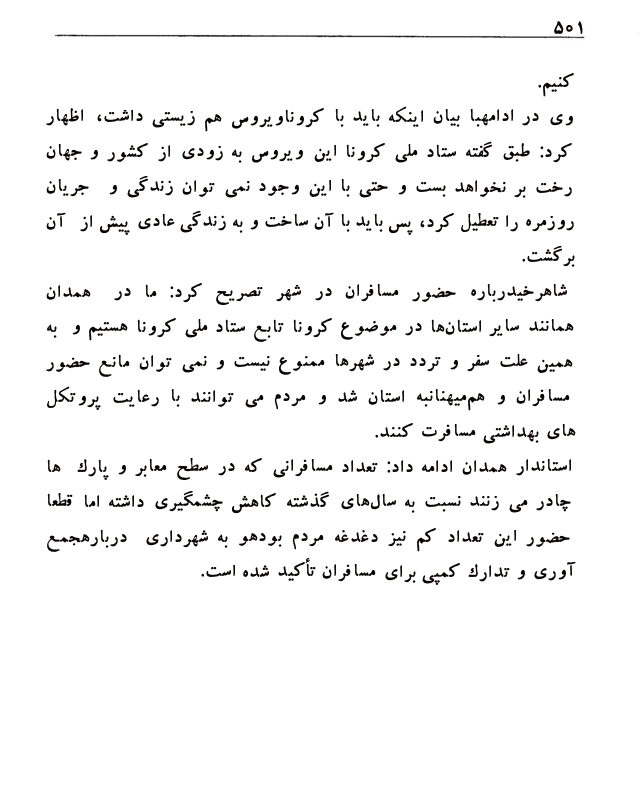 ۵۰۱
کنیم.
وی در ادامهبا بیان اینکه باید با کروناویروس هم زیستی داشت، اظهار
کرد: طبق گفته ستاد ملی کرونا این ویروس به زودی از کشور و جهان
رخت بر نخواهد بست و حتی با این وجود نمی توان زندگی و جریان
روزمره را تعطیل کرد، پس باید با آن ساخت و به زندگی عادی پیش از آن
برگشت.
شاهرخیدرباره حضور مسافران در شهر تصریح کرد: ما در همدان
همانند سایر استان‌ها در موضوع کرونا تابع ستاد ملی کرونا هستیم و به
همین علت سفر و تردد در شهرها ممنوع نیست و نمی توان مانع حضور
مسافران و هم‌میهنانبه استان شد و مردم می توانند با رعایت پروتکل
های بهداشتی مسافرت کنند.
استاندار همدان ادامه داد: تعداد مسافرانی که در سطح معابر و پارك ها
چادر می زنند نسبت به سال‌های گذشته کاهش چشمگیری داشته اما قطعا
حضور این تعداد کم نیز دغدغه مردم بودهو به شهرداری دربارهجمع
آوری و تدارك کمپی برای مسافران تأکید شده است.